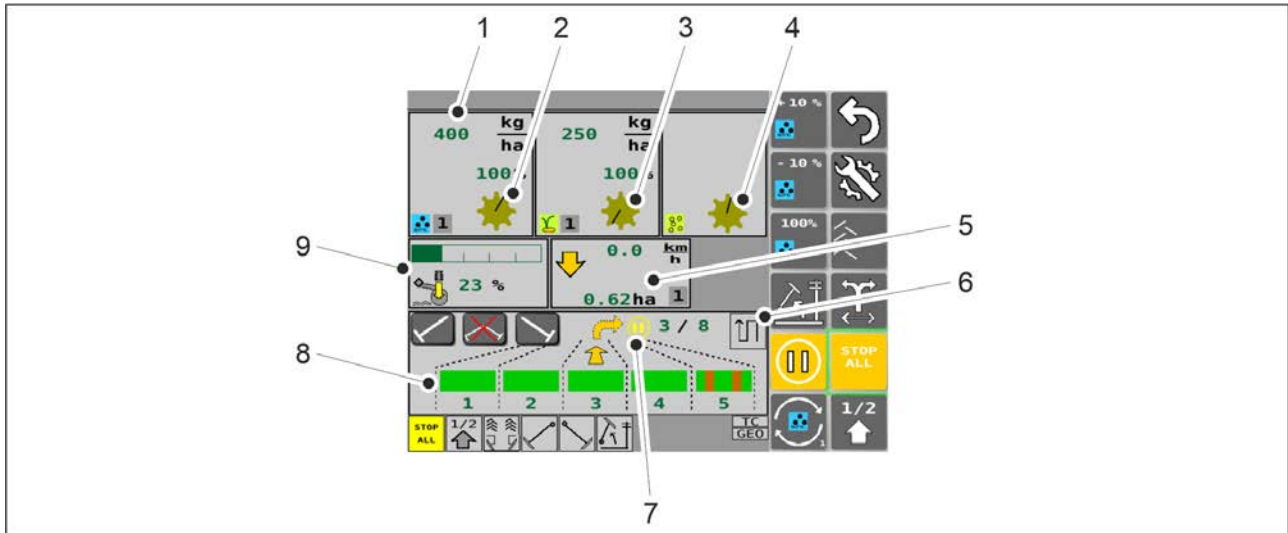 1 2 3 4
400 kg/ha 250 kg/ha
100% 100%
1 1
0.0 km/h
23 %
0.62ha 1
3 / 8
1 2 3 4 5
STOP ALL 1/2
TC
GEO
+ 10 %
- 10 %
100%
STOP ALL
1
1/2
5
6
7
8
9